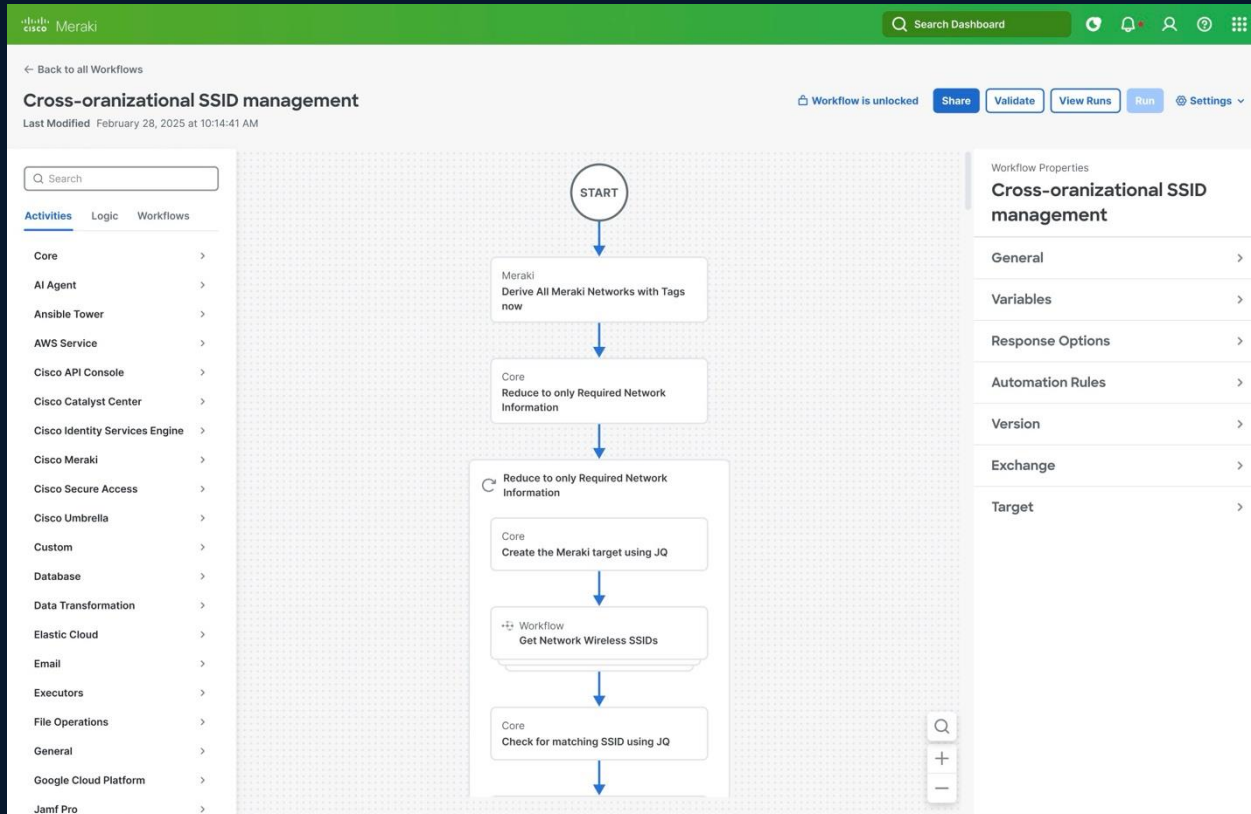 cisco Meraki
Search Dashboard
← Back to all Workflows
Cross-oranizational SSID management
Last Modified February 28, 2025 at 10:14:41 AM
Workflow is unlocked
Share
Validate
View Runs
Run
Settings
Search
Activities Logic Workflows
Core
AI Agent
Ansible Tower
AWS Service
Cisco API Console
Cisco Catalyst Center
Cisco Identity Services Engine
Cisco Meraki
Cisco Secure Access
Cisco Umbrella
Custom
Database
Data Transformation
Elastic Cloud
Email
Executors
File Operations
General
Google Cloud Platform
Jamf Pro
START
Meraki
Derive All Meraki Networks with Tags
now
Core
Reduce to only Required Network
Information
Reduce to only Required Network
Information
Core
Create the Meraki target using JQ
Workflow
Get Network Wireless SSIDs
Core
Check for matching SSID using JQ
Workflow Properties
Cross-oranizational SSID
management
General
Variables
Response Options
Automation Rules
Version
Exchange
Target